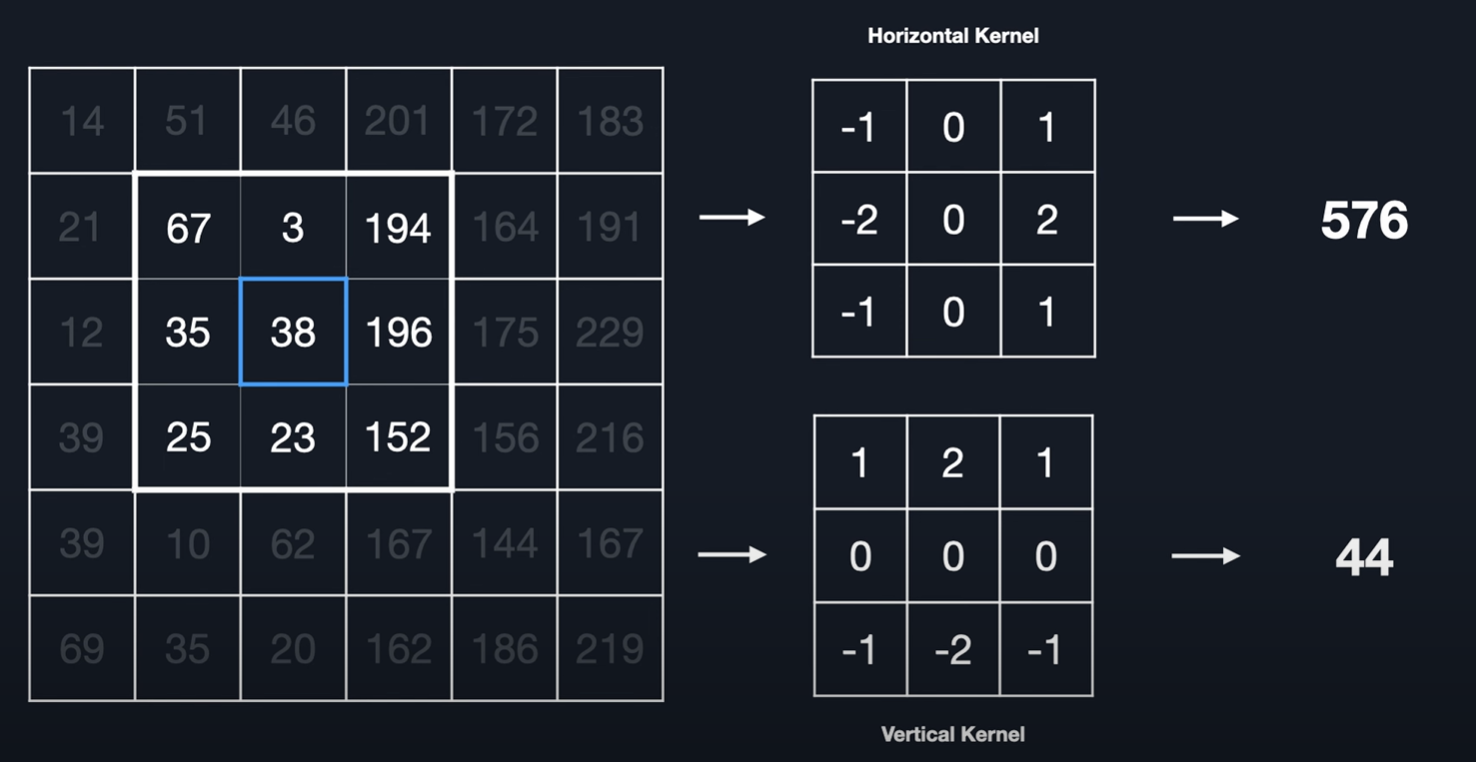 Horizontal Kernel
14 51 46 201 172 183
21 67 3 194 164 191
12 35 38 196 175 229
39 25 23 152 156 216
39 10 62 167 144 167
69 35 20 162 186 219
-1 0 1
-2 0 2
-1 0 1
576
1 2 1
0 0 0
-1 -2 -1
44
Vertical Kernel